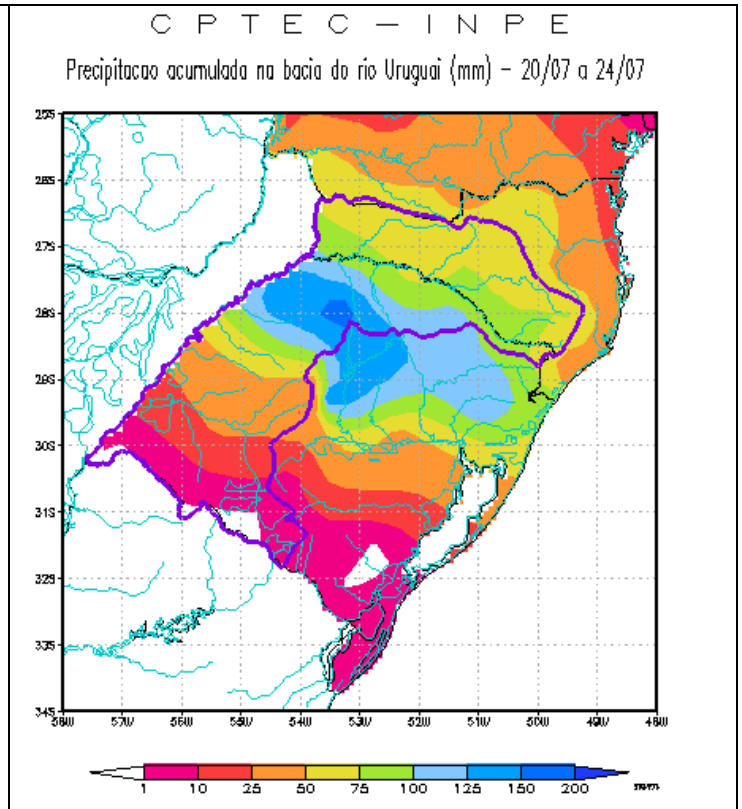 C P T E C — I N P E
Precipitacao acumulada na bacia do rio Uruguai (mm) – 20/07 a 24/07
25S
26S
27S
28S
29S
30S
31S
32S
33S
34S
58W 57W 56W 55W 54W 53W 52W 51W 50W 49W 48W
1 10 25 50 75 100 125 150 200